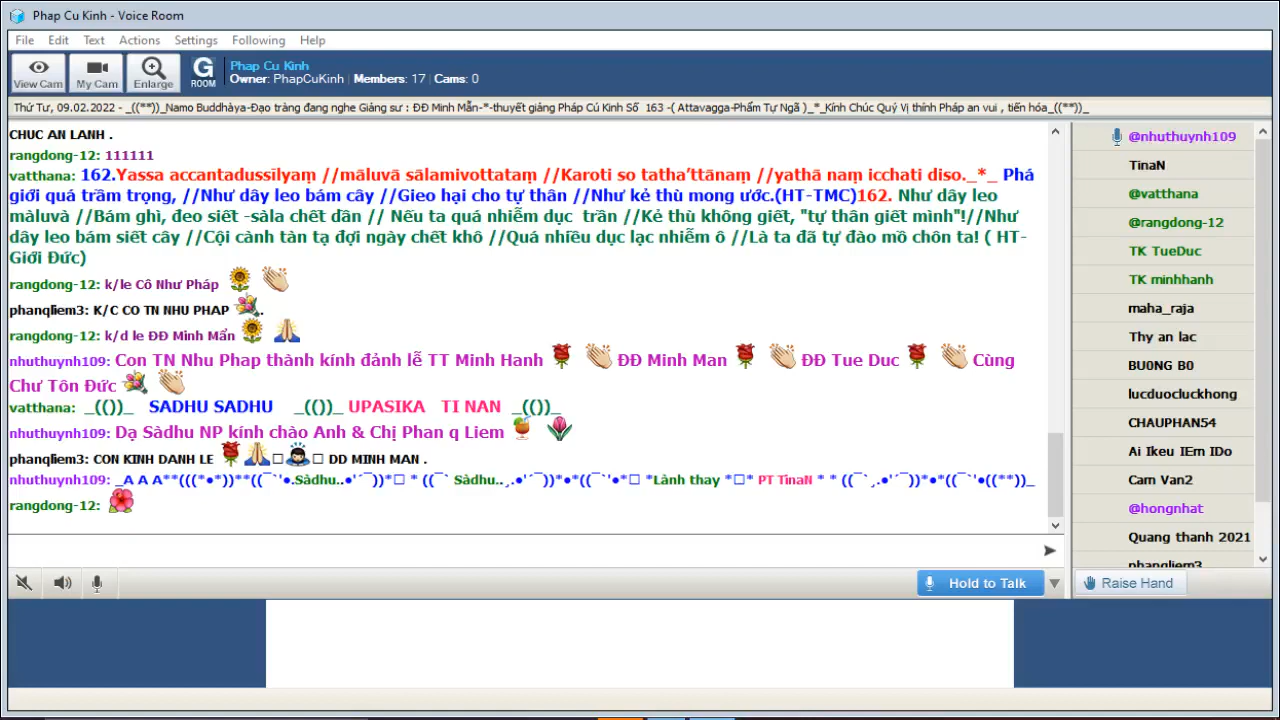 Phap Cu Kinh - Voice Room
File Edit Text Actions Settings Following Help
View Cam My Cam Enlarge G ROOM
Phap Cu Kinh
Owner: PhapCuKinh Members: 17 Cams: 0
Thứ Tư, 09.02.2022 - _((**))_Namo Buddhàya-Đạo tràng đang nghe Giảng sư : ĐĐ Minh Mẫn-*-thuyết giảng Pháp Cú Kinh Số 163 -( Attavagga-Phẩm Tự Ngã )_*_Kính Chúc Quý Vị thính Pháp an vui , tiến hóa_((**))_
CHUC AN LANH .
rangdong-12: 111111
vatthana: 162.Yassa accantadussilyaṃ //māluvā sālamivottataṃ //Karoti so tatha’ttānaṃ //yathā naṃ icchati diso._*_ Phá
giới quá trầm trọng, //Như dây leo bám cây //Gieo hại cho tự thân //Như kẻ thù mong ước.(HT-TMC)162. Như dây leo
màluvà //Bám ghì, đeo siết -sàla chết dần // Nếu ta quá nhiễm dục trần //Kẻ thù không giết, "tự thân giết mình"!//Như
dây leo bám siết cây //Cội cành tàn tạ đợi ngày chết khô //Quá nhiều dục lạc nhiễm ô //Là ta đã tự đào mồ chôn ta! ( HT-
Giới Đức)
rangdong-12: k/le Cô Như Pháp
phanqliem3: K/C CO TN NHU PHAP .
rangdong-12: k/d le ĐĐ Minh Mẩn
nhuthuynh109: Con TN Nhu Phap thành kính đảnh lễ TT Minh Hanh ĐĐ Minh Man ĐĐ Tue Duc Cùng
Chư Tôn Đức
vatthana: _(())_ SADHU SADHU _(())_ UPASIKA TI NAN _(())_
nhuthuynh109: Dạ Sàdhu NP kính chào Anh & Chị Phan q Liem
phanqliem3: CON KINH DANH LE □ □ DD MINH MAN .
nhuthuynh109: _A A A**(((*•*))**((¯`'•.Sàdhu..•'´¯))*□ * ((¯` Sàdhu..¸.•'´¯))*•*((¯`'•*□ *Lành thay *□* PT TinaN * * ((¯`¸.•'´¯))*•*((¯`'•((**))_
rangdong-12:
Hold to Talk
@nhuthuynh109
TinaN
@vatthana
@rangdong-12
TK TueDuc
TK minhhanh
maha_raja
Thy an lac
BU0NG B0
lucduocluckhong
CHAUPHAN54
Ai Ikeu IEm IDo
Cam Van2
@hongnhat
Quang thanh 2021
phanqliem3
Raise Hand